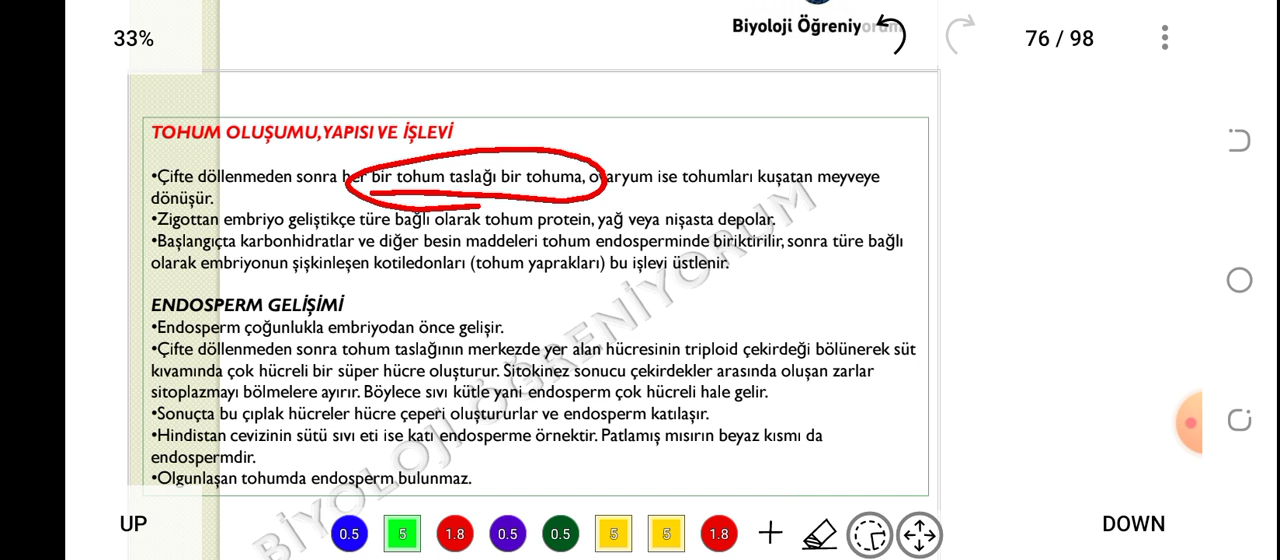 Biyoloji Öğreniyorum
33%
76 / 98
TOHUM OLUŞUMU,YAPISI VE İŞLEVİ
•Çifte döllenmeden sonra her bir tohum taslağı bir tohuma, ovaryum ise tohumları kuşatan meyveye
dönüşür.
•Zigottan embriyo geliştikçe türe bağlı olarak tohum protein, yağ veya nişasta depolar.
•Başlangıçta karbonhidratlar ve diğer besin maddeleri tohum endosperminde biriktirilir, sonra türe bağlı
olarak embriyonun şişkinleşen kotiledonları (tohum yaprakları) bu işlevi üstlenir.
ENDOSPERM GELİŞİMİ
•Endosperm çoğunlukla embriyodan önce gelişir.
•Çifte döllenmeden sonra tohum taslağının merkezde yer alan hücresinin triploid çekirdeği bölünerek süt
kıvamında çok hücreli bir süper hücre oluşturur. Sitokinez sonucu çekirdekler arasında oluşan zarlar
sitoplazmayı bölmelere ayırır. Böylece sıvı kütle yani endosperm çok hücreli hale gelir.
•Sonuçta bu çıplak hücreler hücre çeperi oluştururlar ve endosperm katılaşır.
•Hindistan cevizinin sütü sıvı eti ise katı endosperme örnektir. Patlamış mısırın beyaz kısmı da
endospermdir.
•Olgunlaşan tohumda endosperm bulunmaz.
BİYOLOJİ ÖĞRENİYORUM
UP
0.5 5 1.8 0.5 0.5 5 5 1.8
DOWN